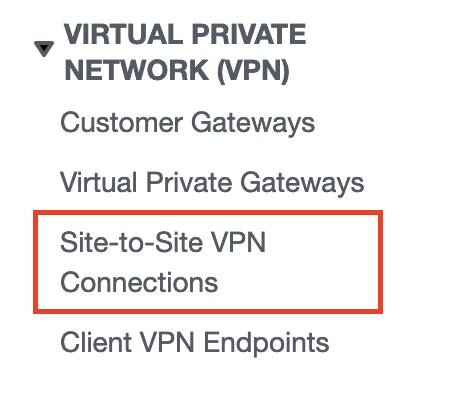 VIRTUAL PRIVATE
NETWORK (VPN)
Customer Gateways
Virtual Private Gateways
Site-to-Site VPN
Connections
Client VPN Endpoints